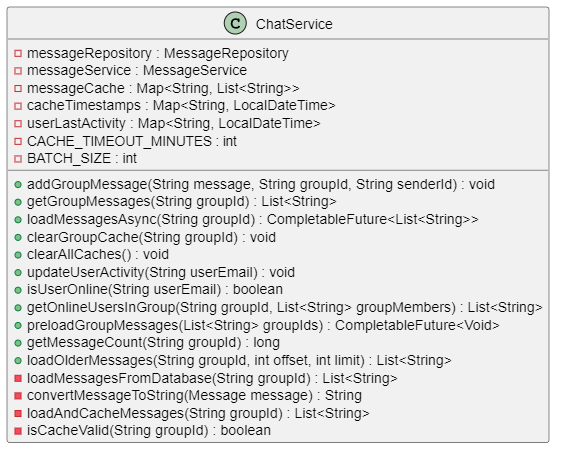 C ChatService
messageRepository : MessageRepository
messageService : MessageService
messageCache : Map<String, List<String>>
cacheTimestamps : Map<String, LocalDateTime>
userLastActivity : Map<String, LocalDateTime>
CACHE_TIMEOUT_MINUTES : int
BATCH_SIZE : int
addGroupMessage(String message, String groupId, String senderId) : void
getGroupMessages(String groupId) : List<String>
loadMessagesAsync(String groupId) : CompletableFuture<List<String>>
clearGroupCache(String groupId) : void
clearAllCaches() : void
updateUserActivity(String userEmail) : void
isUserOnline(String userEmail) : boolean
getOnlineUsersInGroup(String groupId, List<String> groupMembers) : List<String>
preloadGroupMessages(List<String> groupIds) : CompletableFuture<Void>
getMessageCount(String groupId) : long
loadOlderMessages(String groupId, int offset, int limit) : List<String>
loadMessagesFromDatabase(String groupId) : List<String>
convertMessageToString(Message message) : String
loadAndCacheMessages(String groupId) : List<String>
isCacheValid(String groupId) : boolean